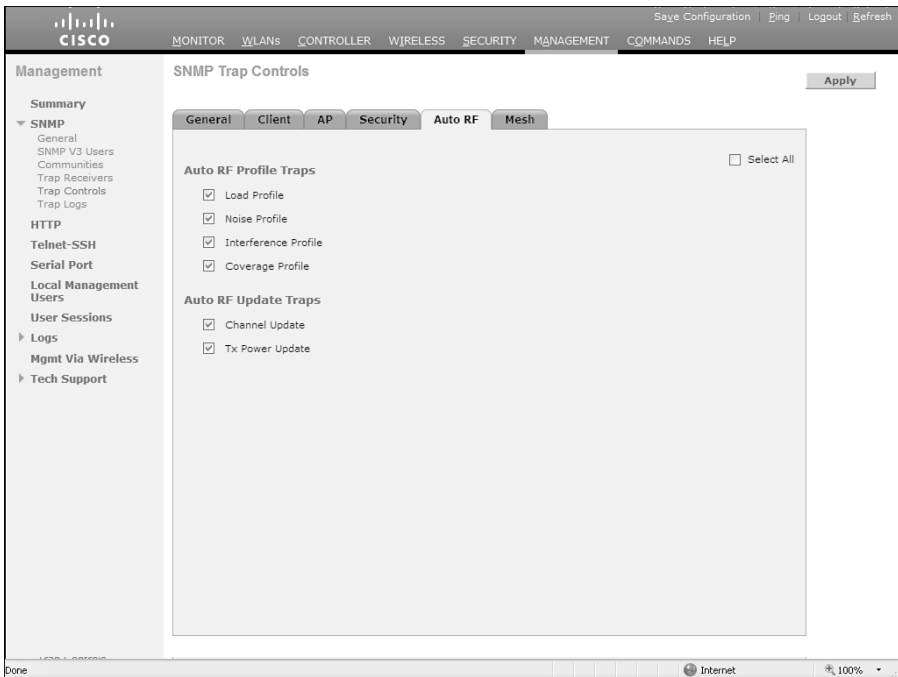 Save Configuration | Ping | Logout | Refresh
CISCO
MONITOR WLANs CONTROLLER WIRELESS SECURITY MANAGEMENT COMMANDS HELP
Management
Summary
SNMP
General
SNMP V3 Users
Communities
Trap Receivers
Trap Controls
Trap Logs
HTTP
Telnet-SSH
Serial Port
Local Management
Users
User Sessions
Logs
Mgmt Via Wireless
Tech Support
SNMP Trap Controls
Apply
General Client AP Security Auto RF Mesh
Select All
Auto RF Profile Traps
Load Profile
Noise Profile
Interference Profile
Coverage Profile
Auto RF Update Traps
Channel Update
Tx Power Update
Done
Internet
100%